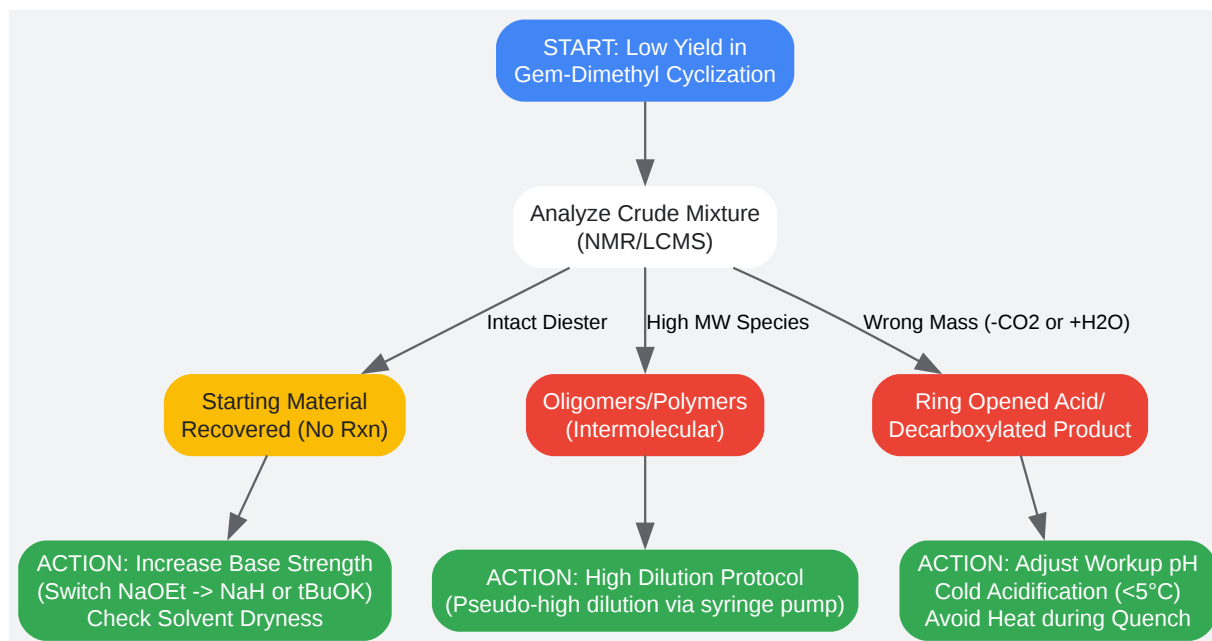 START: Low Yield in
Gem-Dimethyl Cyclization
Analyze Crude Mixture
(NMR/LCMS)
Intact Diester
High MW Species
Wrong Mass (-CO2 or +H2O)
Starting Material
Recovered (No Rxn)
Oligomers/Polymers
(Intermolecular)
Ring Opened Acid/
Decarboxylated Product
ACTION: Increase Base Strength
(Switch NaOEt -> NaH or tBuOK)
Check Solvent Dryness
ACTION: High Dilution Protocol
(Pseudo-high dilution via syringe pump)
ACTION: Adjust Workup pH
Cold Acidification (<5°C)
Avoid Heat during Quench